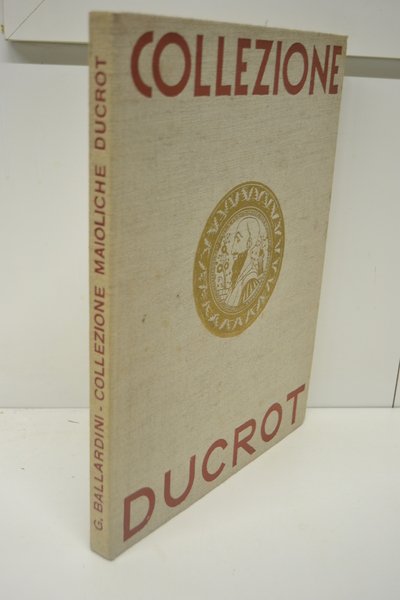 COLLEZIONE
DUCROT
G. BALLARDINI - COLLEZIONE MAIOLICHE DUCROT